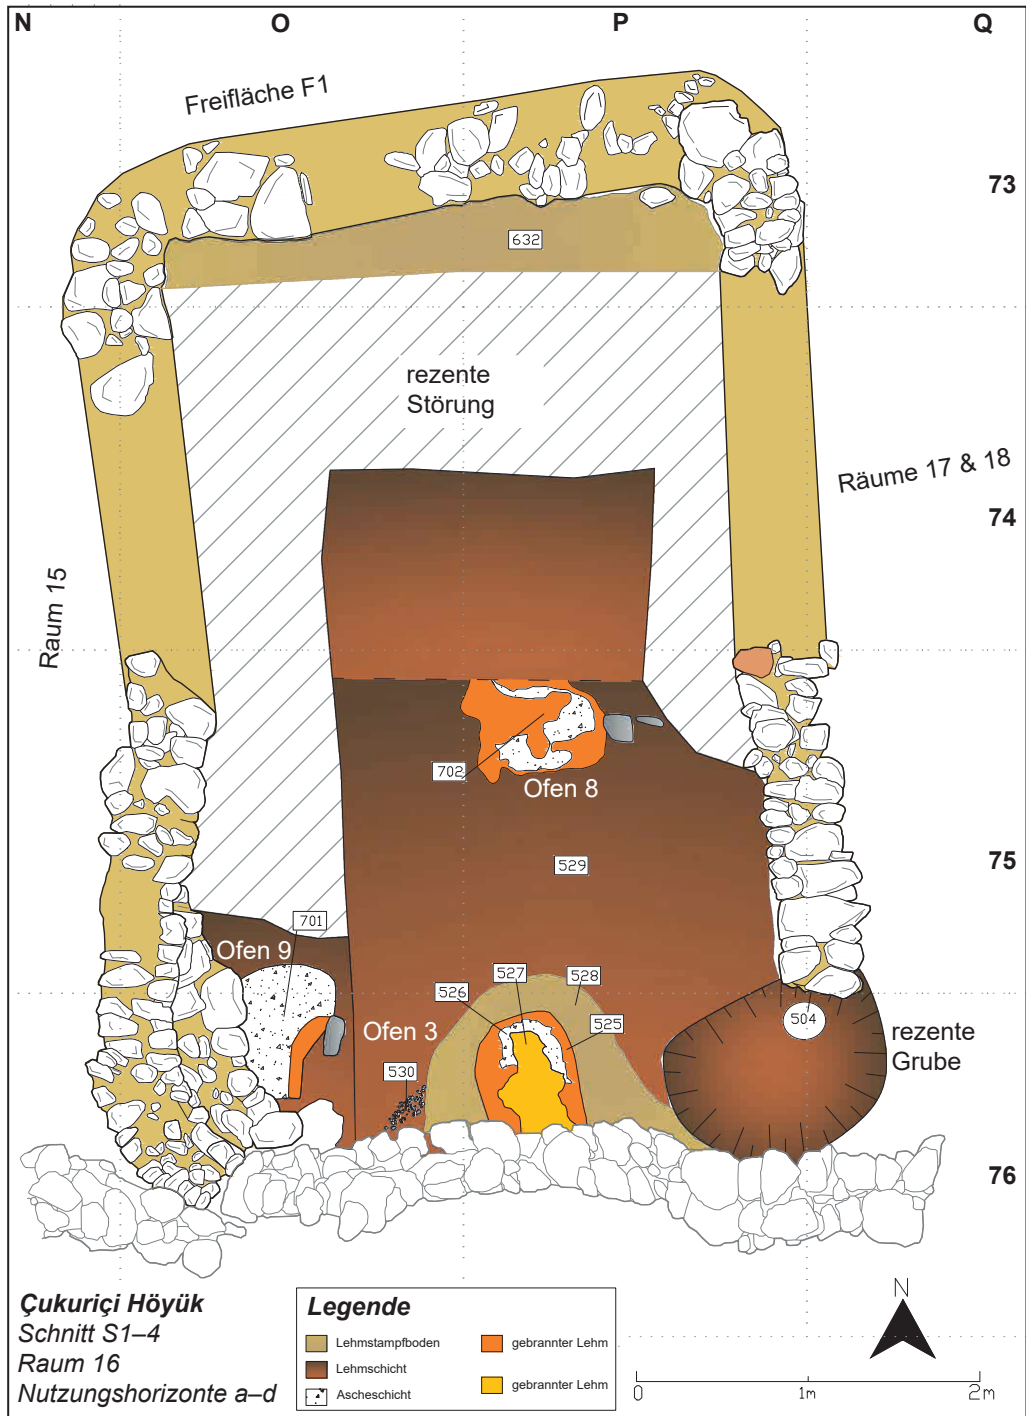 N O P Q
Freifläche F1
73
632
rezente
Störung
Räume 17 & 18
74
Raum 15
702
Ofen 8
529
75
701
Ofen 9
527
528
526
525
Ofen 3
504
rezente
Grube
530
76
N
Çukuriçi Höyük
Schnitt S1–4
Raum 16
Nutzungshorizonte a–d
Legende
Lehmstampfboden
gebrannter Lehm
Lehmschicht
gebrannter Lehm
Ascheschicht
0 1m 2m